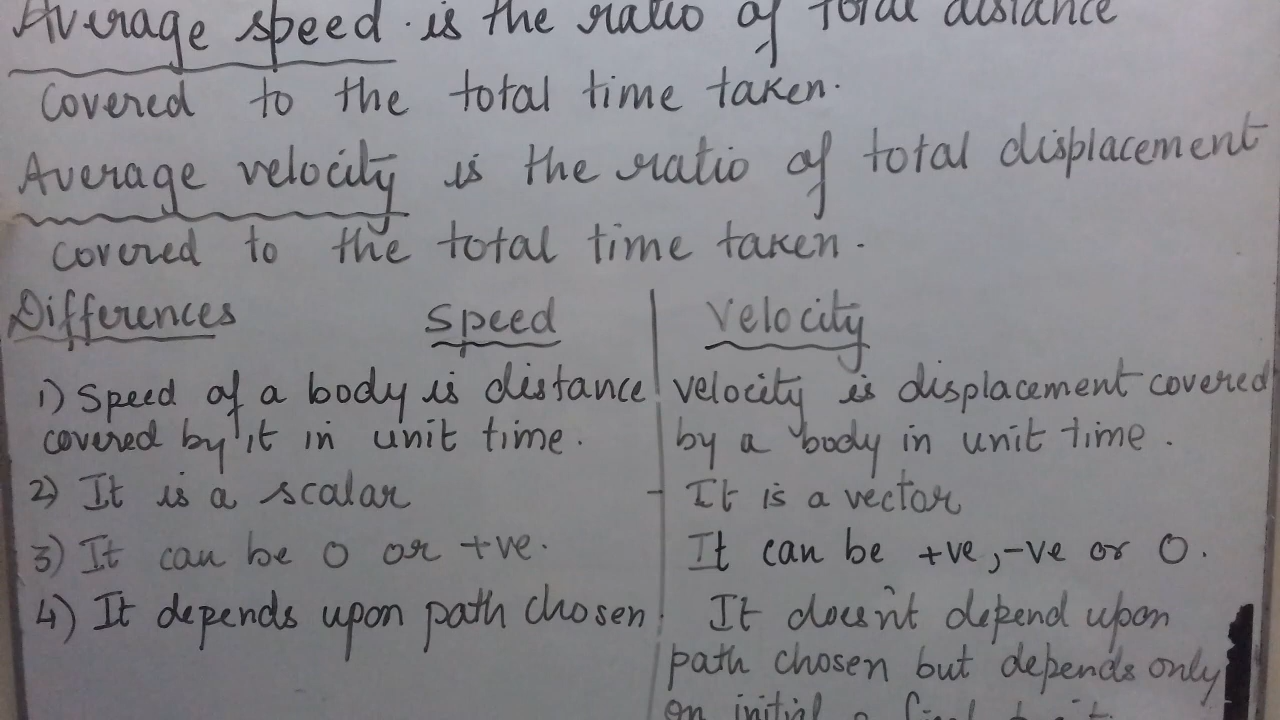 Average speed is the ratio of total distance
covered to the total time taken.
Average velocity is the ratio of total displacement
covered to the total time taken.
Differences Speed Velocity
1) Speed of a body is distance covered by it in unit time.
velocity is displacement covered by a body in unit time.
2) It is a scalar
It is a vector
3) It can be 0 or +ve.
It can be +ve, -ve or 0.
4) It depends upon path chosen
It doesn't depend upon
path chosen but depends only
on initial